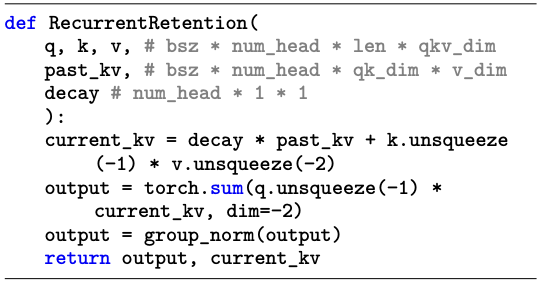 def RecurrentRetention(
q, k, v, # bsz * num_head * len * qkv_dim
past_kv, # bsz * num_head * qk_dim * v_dim
decay # num_head * 1 * 1
):
current_kv = decay * past_kv + k.unsqueeze
(-1) * v.unsqueeze(-2)
output = torch.sum(q.unsqueeze(-1) *
current_kv, dim=-2)
output = group_norm(output)
return output, current_kv